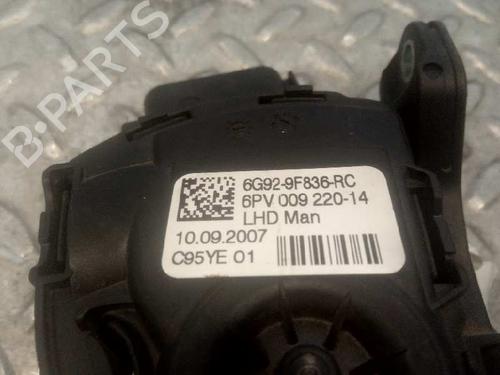 B-PARTS
6G92-9F836-RC
6PV 009 220-14
LHD Man
10.09.2007
C95YE 01